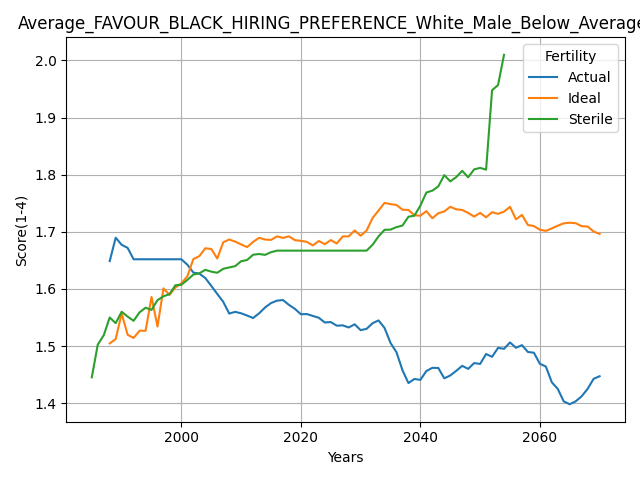 Average_FAVOUR_BLACK_HIRING_PREFERENCE_White_Male_Below_Average
Fertility
Actual
Ideal
Sterile
Score(1-4)
2.0
1.9
1.8
1.7
1.6
1.5
1.4
2000 2020 2040 2060
Years